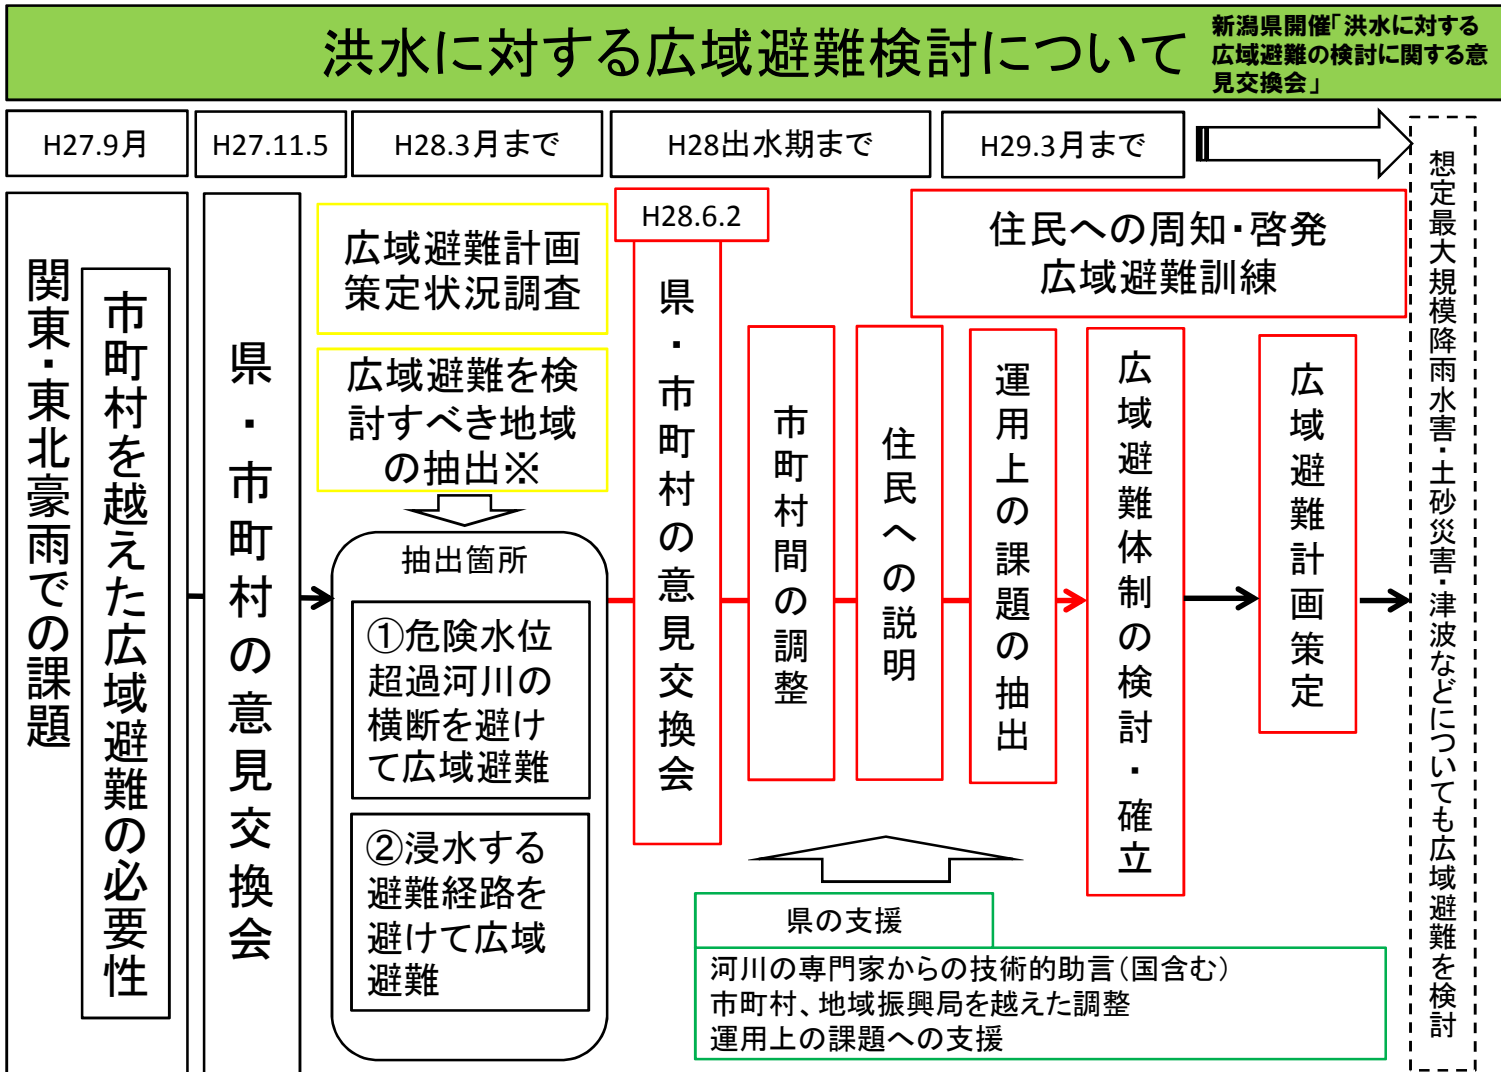 洪水に対する広域避難検討について
新潟県開催「洪水に対する
広域避難の検討に関する意
見交換会」
H27.9月
H27.11.5
H28.3月まで
H28出水期まで
H29.3月まで
関東・東北豪雨での課題
市町村を越えた広域避難の必要性
県・市町村の意見交換会
広域避難計画
策定状況調査
広域避難を検
討すべき地域
の抽出※
抽出箇所
①危険水位
超過河川の
横断を避け
て広域避難
②浸水する
避難経路を
避けて広域
避難
H28.6.2
県・市町村の意見交換会
市町村間の調整
住民への説明
運用上の課題の抽出
住民への周知・啓発
広域避難訓練
広域避難体制の検討・確立
広域避難計画策定
想定最大規模降雨水害・土砂災害・津波などについても広域避難を検討
県の支援
河川の専門家からの技術的助言（国含む）
市町村、地域振興局を越えた調整
運用上の課題への支援